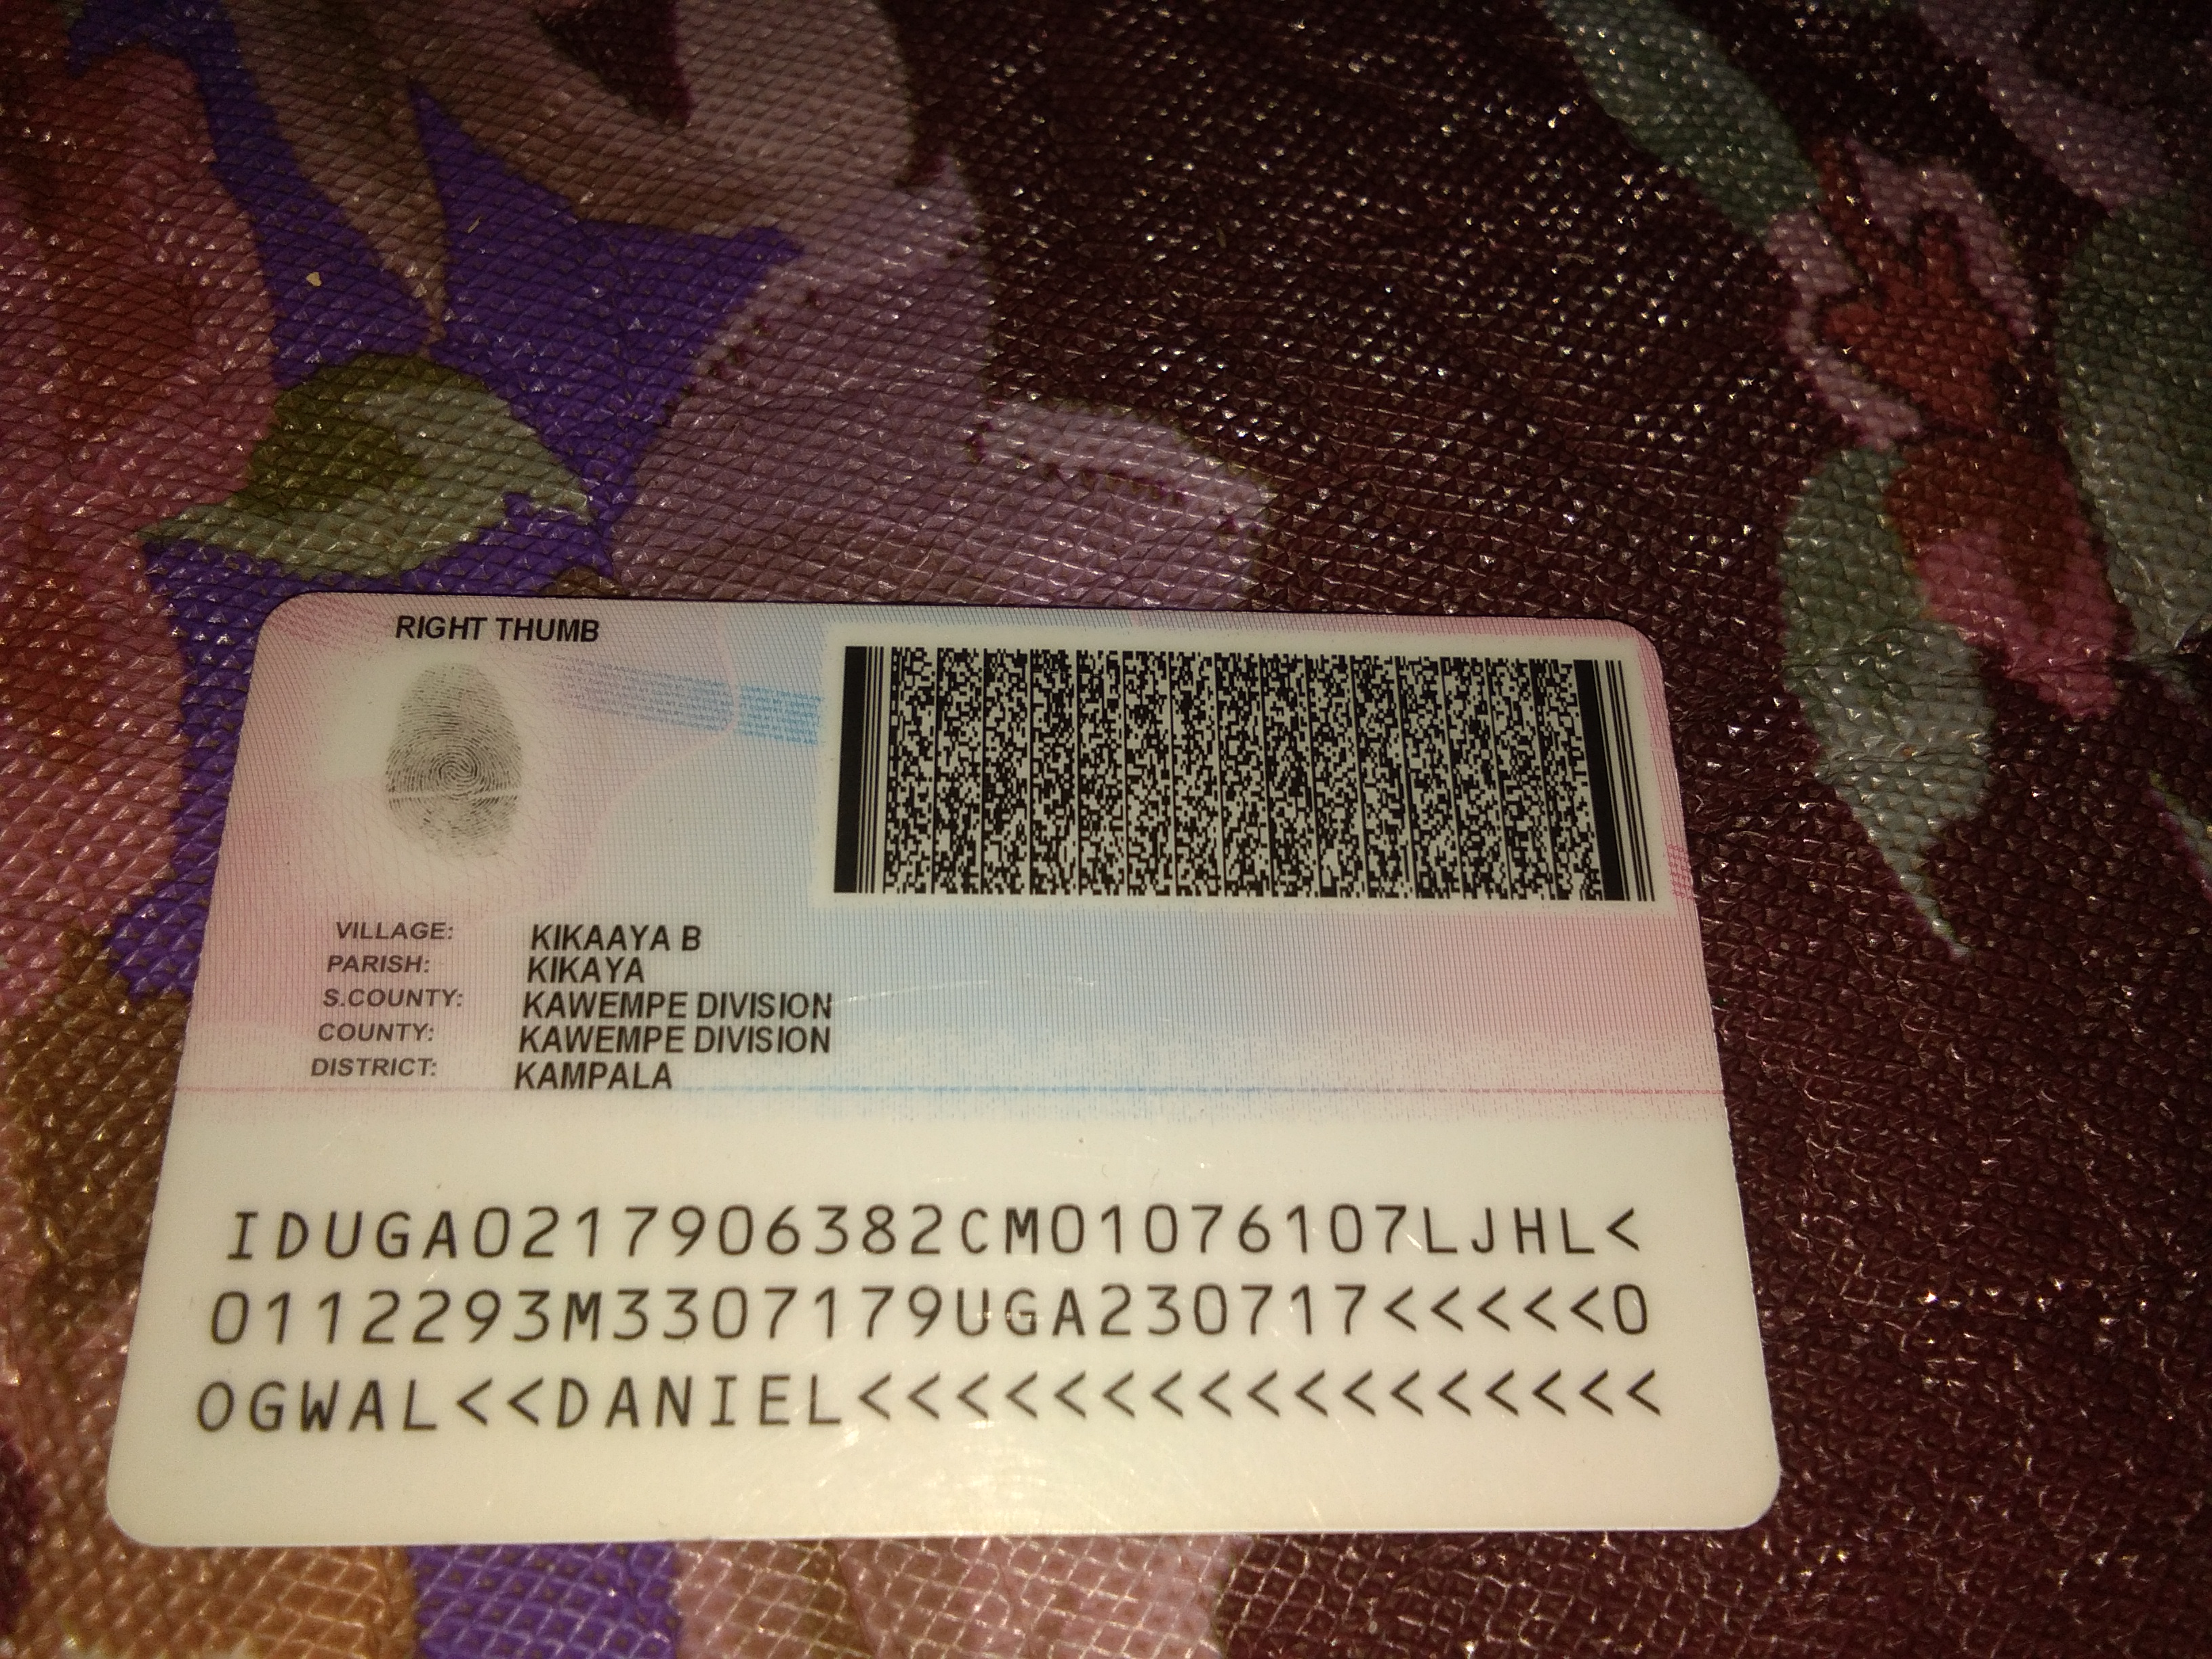 RIGHT THUMB
VILLAGE: KIKAAYA B
PARISH: KIKAYA
S.COUNTY: KAWEMPE DIVISION
COUNTY: KAWEMPE DIVISION
DISTRICT: KAMPALA
IDUGA0217906382CM01076107LJHL<
0112293M3307179UGA230717<<<<<0
OGWAL<<DANIEL<<<<<<<<<<<<<<<<<